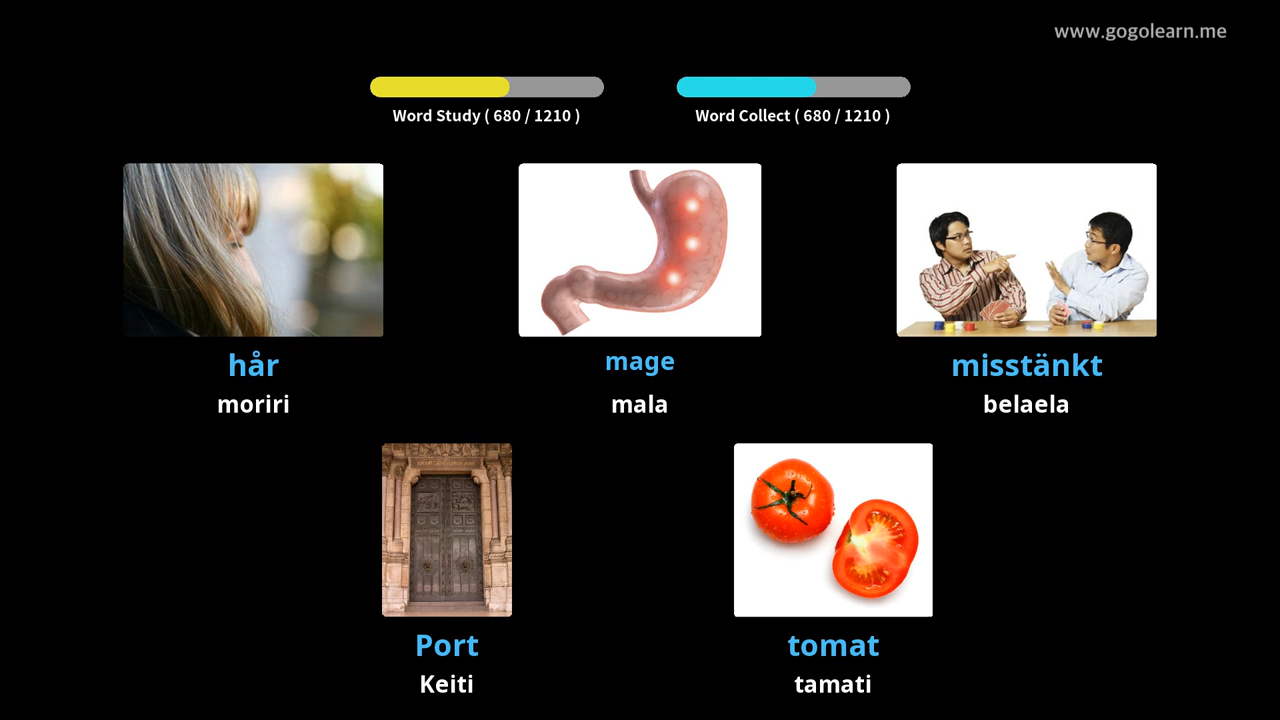 www.gogolearn.me
Word Study ( 680 / 1210 )
Word Collect ( 680 / 1210 )
hår
mage
misstänkt
moriri
mala
belaela
Port
tomat
Keiti
tamati